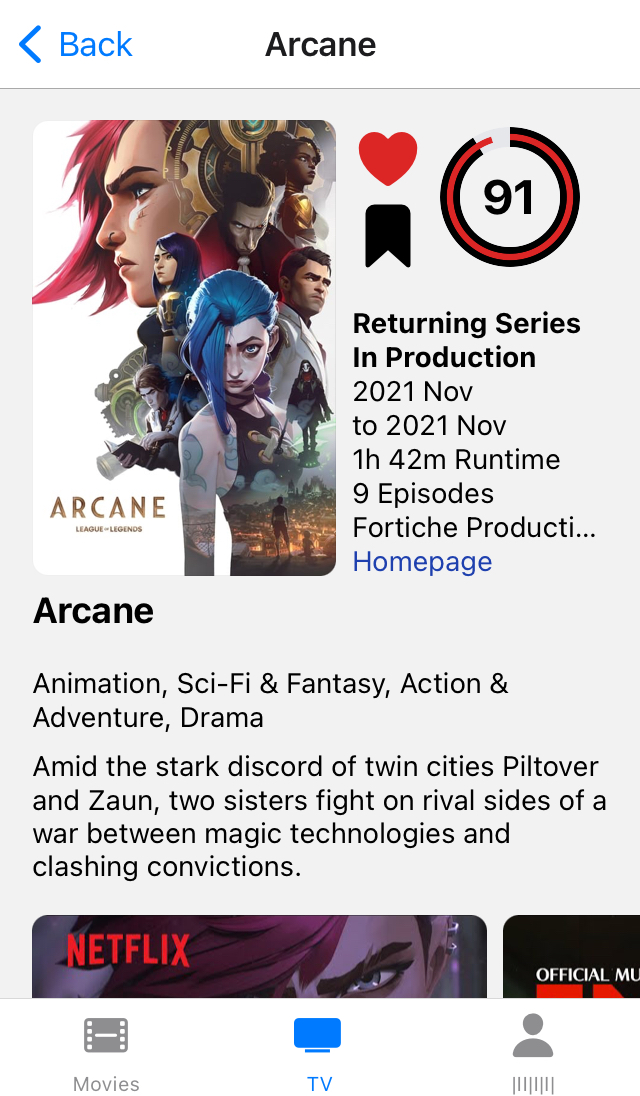 Back
Arcane
91
ARCANE
LEAGUE OF LEGENDS
Returning Series
In Production
2021 Nov
to 2021 Nov
1h 42m Runtime
9 Episodes
Fortiche Producti...
Homepage
Arcane
Animation, Sci-Fi & Fantasy, Action &
Adventure, Drama
Amid the stark discord of twin cities Piltover
and Zaun, two sisters fight on rival sides of a
war between magic technologies and
clashing convictions.
NETFLIX
OFFICIAL MU
Movies
TV